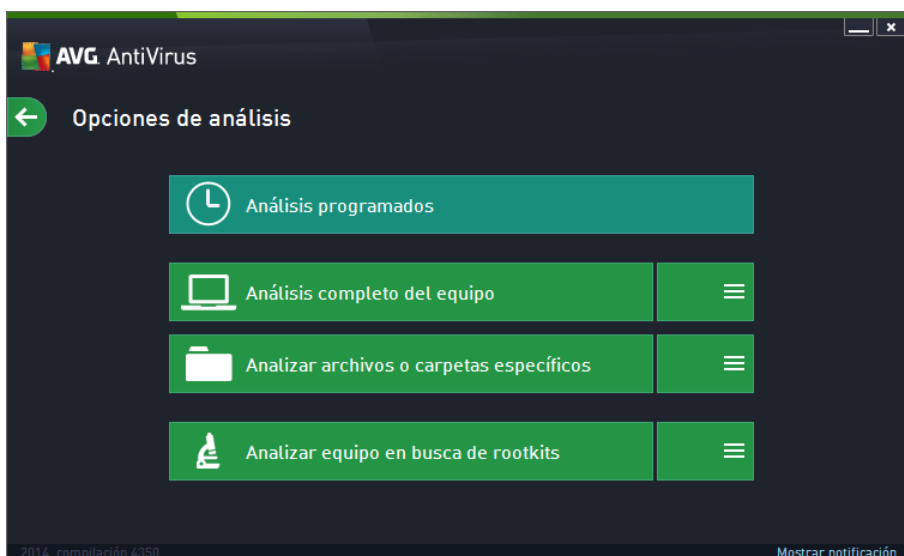 AVG. AntiVirus
Opciones de análisis
Análisis programados
Análisis completo del equipo
Analizar archivos o carpetas específicos
Analizar equipo en busca de rootkits
2014 compilación 4350
Mostrar notificación